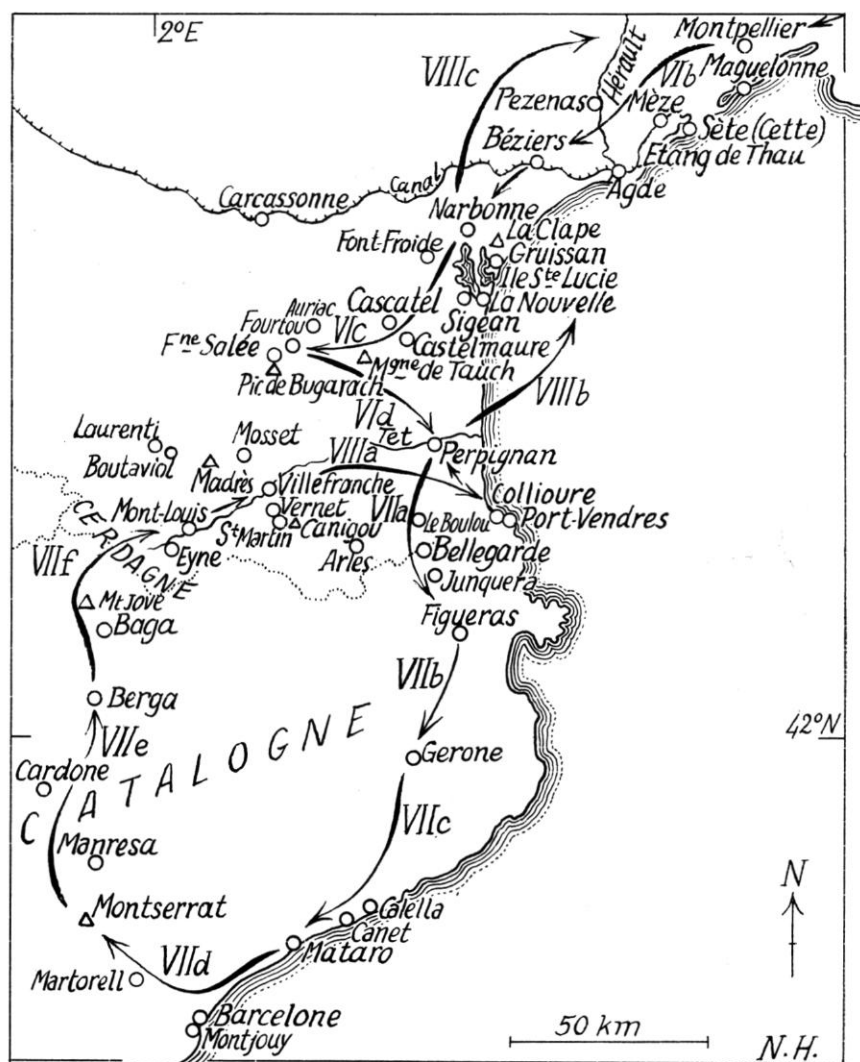 2°E
Montpellier
VIIIc
Hérault
VIb
Maguelonne
Pezenas
Mèze
Sète (Cette)
Béziers
Etang de Thau
Canal
Agde
Carcassonne
Narbonne
La Clape
Font-Froide
Gruissan
Ile Ste Lucie
Auriac
Cascatel
La Nouvelle
Fourtou
VIc
Sigean
Fne Salée
Castelmaure
Mgne de Tauch
Pic. de Bugarach
VIIIb
VId
Laurenti
Mosset
Tet
Boutaviol
VIIIa
Perpignan
Madrès
Villefranche
Collioure
Mont-Louis
Vernet
VIIa
Le Boulou
Port-Vendres
St Martin
Canigou
CERDAGNE
Eyne
Arles
Bellegarde
VIIf
Junquera
Mt Jove
Figueras
Baga
VIIb
Berga
42°N
VIIe
Gerone
Cardone
CATALOGNE
VIIc
Manresa
N
Montserrat
Calella
Canet
Mataro
VIId
Martorell
Barcelone
50 km
Montjouy
N.H.